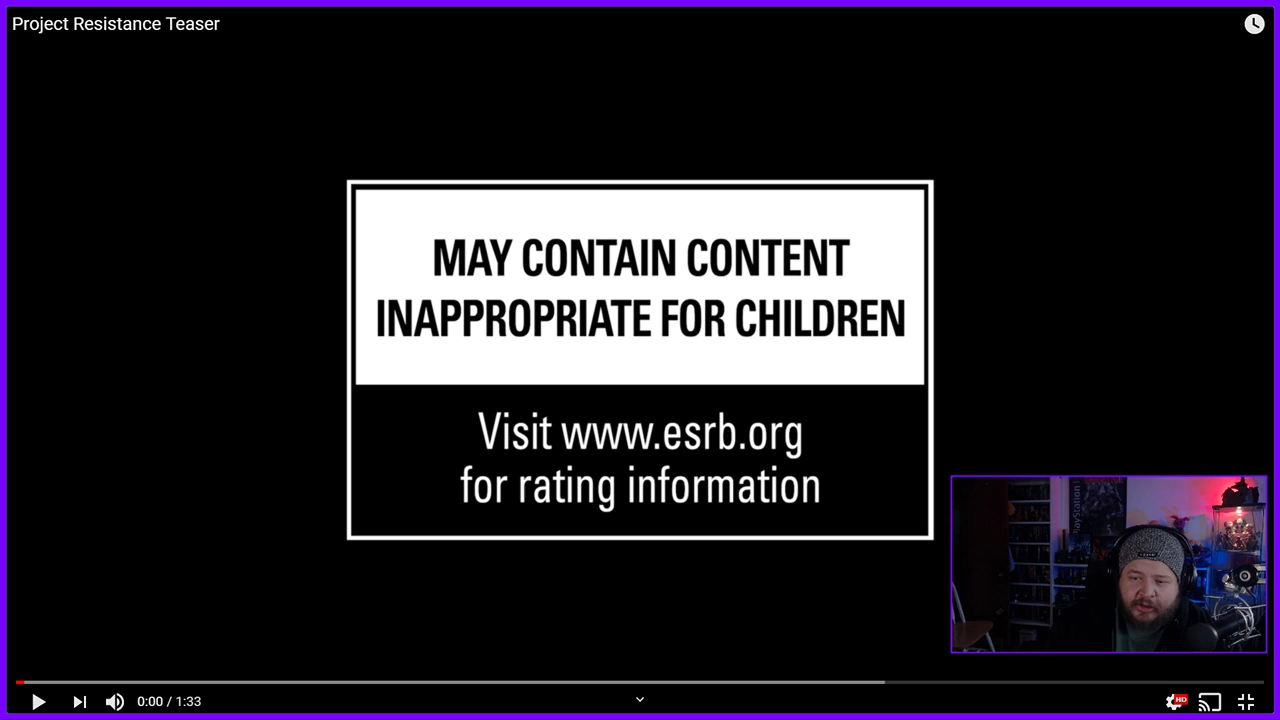 Project Resistance Teaser
MAY CONTAIN CONTENT
INAPPROPRIATE FOR CHILDREN
Visit www.esrb.org
for rating information
0:00 / 1:33
HD